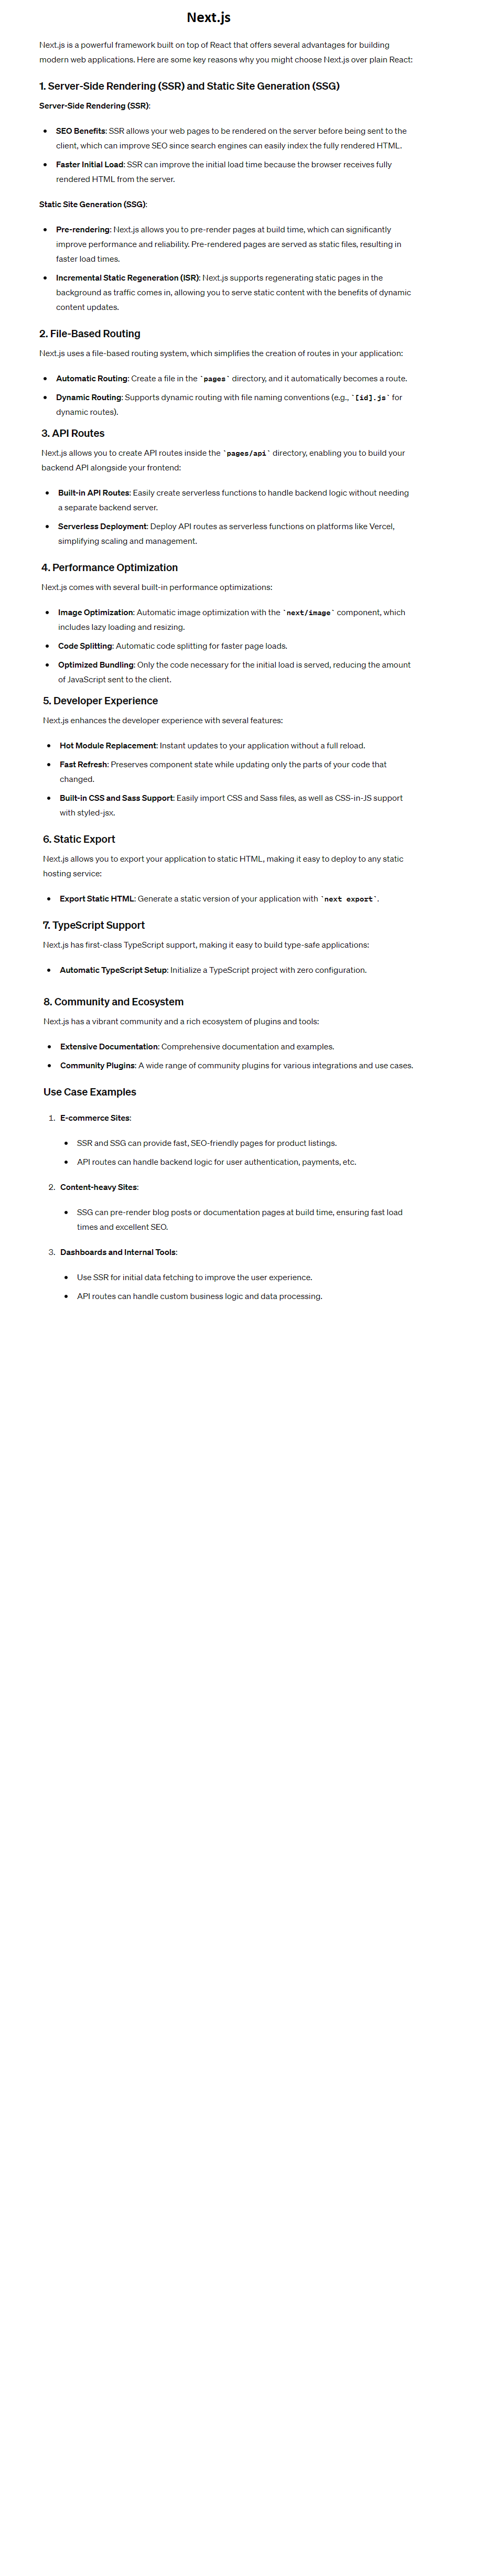 Next.js
Next.js is a powerful framework built on top of React that offers several advantages for building
modern web applications. Here are some key reasons why you might choose Next.js over plain React:
1. Server-Side Rendering (SSR) and Static Site Generation (SSG)
Server-Side Rendering (SSR):
• SEO Benefits: SSR allows your web pages to be rendered on the server before being sent to the
client, which can improve SEO since search engines can easily index the fully rendered HTML.
• Faster Initial Load: SSR can improve the initial load time because the browser receives fully
rendered HTML from the server.
Static Site Generation (SSG):
• Pre-rendering: Next.js allows you to pre-render pages at build time, which can significantly
improve performance and reliability. Pre-rendered pages are served as static files, resulting in
faster load times.
• Incremental Static Regeneration (ISR): Next.js supports regenerating static pages in the
background as traffic comes in, allowing you to serve static content with the benefits of dynamic
content updates.
2. File-Based Routing
Next.js uses a file-based routing system, which simplifies the creation of routes in your application:
• Automatic Routing: Create a file in the `pages` directory, and it automatically becomes a route.
• Dynamic Routing: Supports dynamic routing with file naming conventions (e.g., `[id].js` for
dynamic routes).
3. API Routes
Next.js allows you to create API routes inside the `pages/api` directory, enabling you to build your
backend API alongside your frontend:
• Built-in API Routes: Easily create serverless functions to handle backend logic without needing
a separate backend server.
• Serverless Deployment: Deploy API routes as serverless functions on platforms like Vercel,
simplifying scaling and management.
4. Performance Optimization
Next.js comes with several built-in performance optimizations:
• Image Optimization: Automatic image optimization with the `next/image` component, which
includes lazy loading and resizing.
• Code Splitting: Automatic code splitting for faster page loads.
• Optimized Bundling: Only the code necessary for the initial load is served, reducing the amount
of JavaScript sent to the client.
5. Developer Experience
Next.js enhances the developer experience with several features:
• Hot Module Replacement: Instant updates to your application without a full reload.
• Fast Refresh: Preserves component state while updating only the parts of your code that
changed.
• Built-in CSS and Sass Support: Easily import CSS and Sass files, as well as CSS-in-JS support
with styled-jsx.
6. Static Export
Next.js allows you to export your application to static HTML, making it easy to deploy to any static
hosting service:
• Export Static HTML: Generate a static version of your application with `next export`.
7. TypeScript Support
Next.js has first-class TypeScript support, making it easy to build type-safe applications:
• Automatic TypeScript Setup: Initialize a TypeScript project with zero configuration.
8. Community and Ecosystem
Next.js has a vibrant community and a rich ecosystem of plugins and tools:
• Extensive Documentation: Comprehensive documentation and examples.
• Community Plugins: A wide range of community plugins for various integrations and use cases.
Use Case Examples
1. E-commerce Sites:
• SSR and SSG can provide fast, SEO-friendly pages for product listings.
• API routes can handle backend logic for user authentication, payments, etc.
2. Content-heavy Sites:
• SSG can pre-render blog posts or documentation pages at build time, ensuring fast load
times and excellent SEO.
3. Dashboards and Internal Tools:
• Use SSR for initial data fetching to improve the user experience.
• API routes can handle custom business logic and data processing.